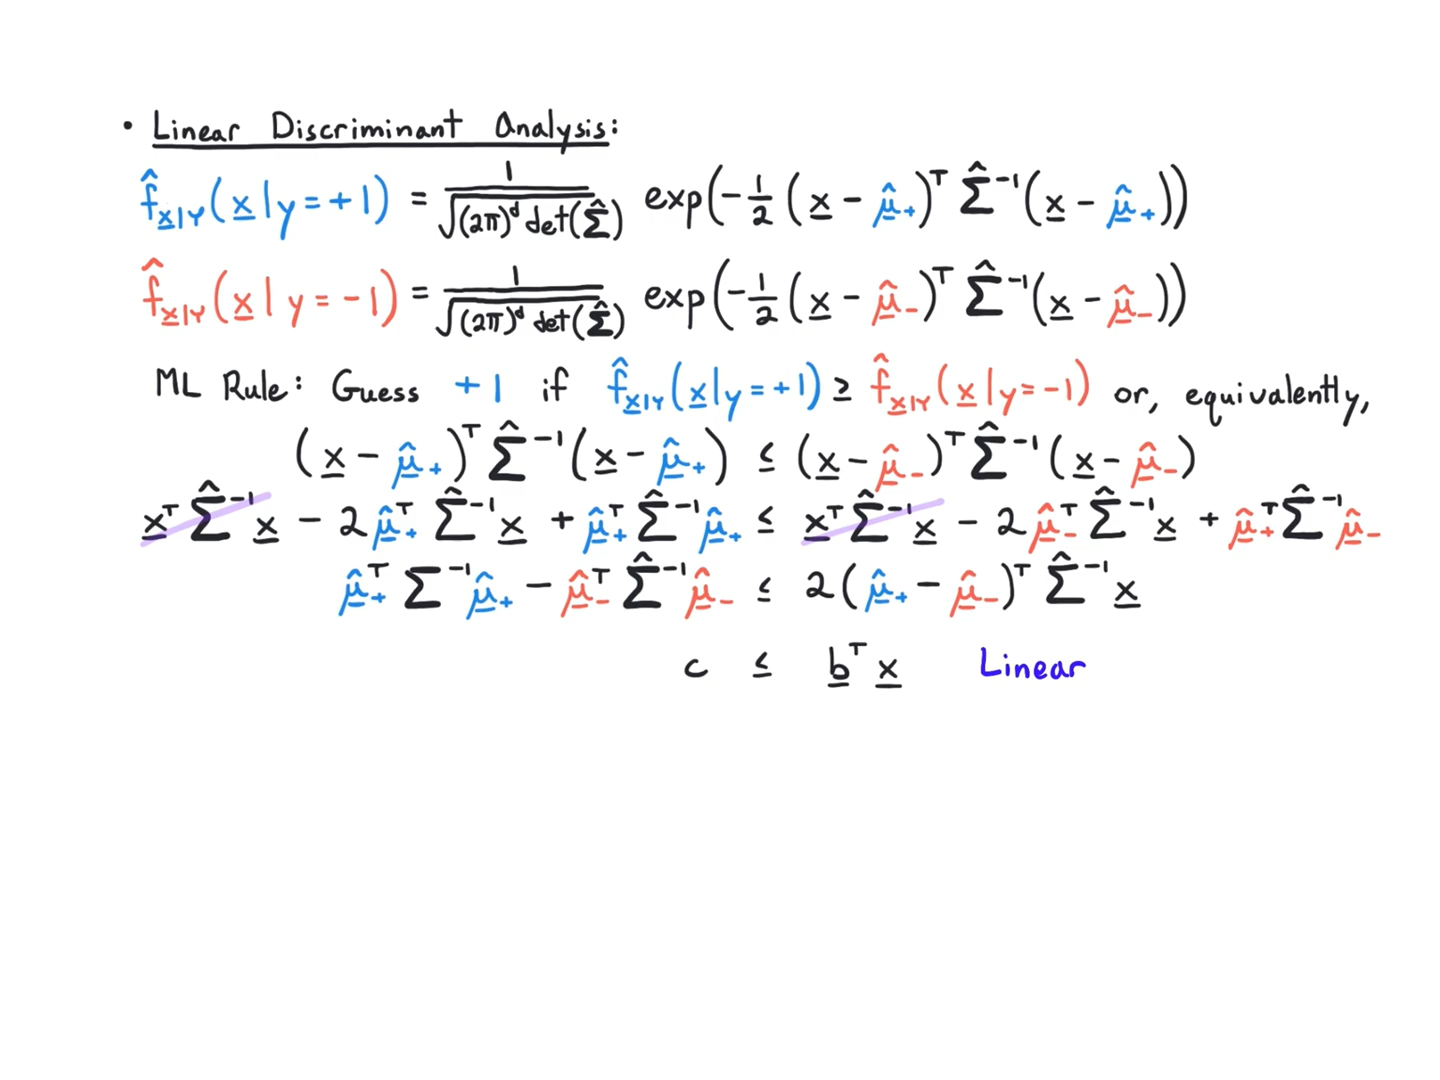 • Linear Discriminant Analysis:
f̂_{X|Y}(x|y=+1) = 1/√((2π)^d det(Σ̂)) exp(-1/2 (x - μ̂_+)^T Σ̂^{-1} (x - μ̂_+))
f̂_{X|Y}(x|y=-1) = 1/√((2π)^d det(Σ̂)) exp(-1/2 (x - μ̂_-)^T Σ̂^{-1} (x - μ̂_-))
ML Rule: Guess +1 if f̂_{X|Y}(x|y=+1) ≥ f̂_{X|Y}(x|y=-1) or, equivalently,
(x - μ̂_+)^T Σ̂^{-1} (x - μ̂_+) ≤ (x - μ̂_-)^T Σ̂^{-1} (x - μ̂_-)
x^T Σ̂^{-1} x - 2 μ̂_+^T Σ̂^{-1} x + μ̂_+^T Σ̂^{-1} μ̂_+ ≤ x^T Σ̂^{-1} x - 2 μ̂_-^T Σ̂^{-1} x + μ̂_+^T Σ̂^{-1} μ̂_-
μ̂_+^T Σ^{-1} μ̂_+ - μ̂_-^T Σ̂^{-1} μ̂_- ≤ 2(μ̂_+ - μ̂_-)^T Σ̂^{-1} x
c ≤ b^T x Linear